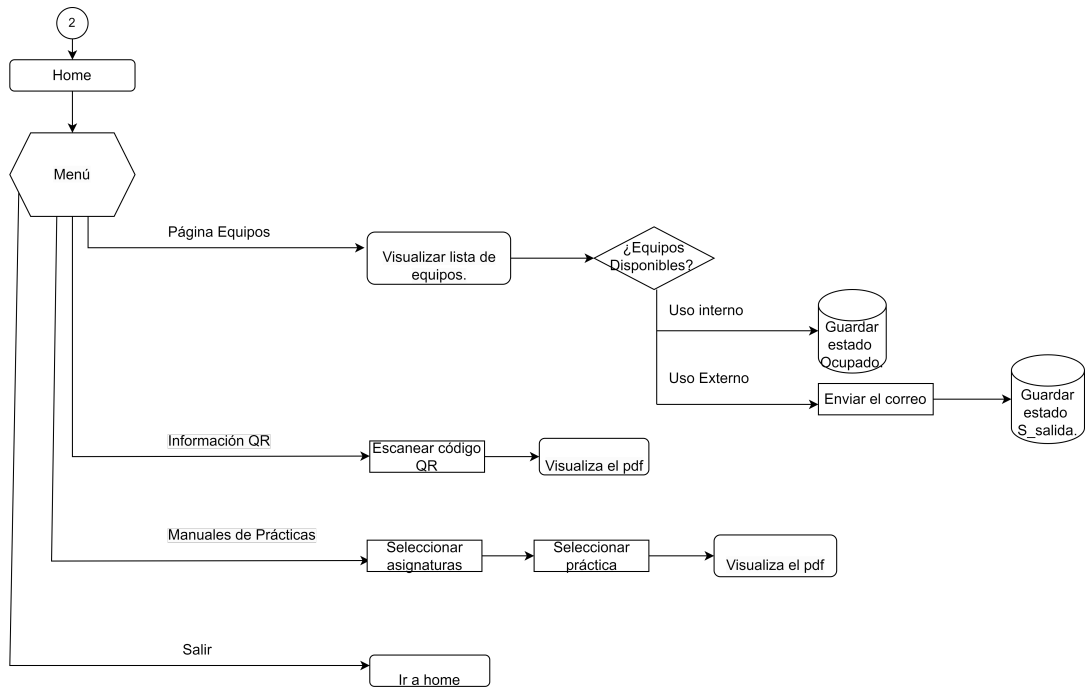 2
Home
Menú
Página Equipos
Visualizar lista de
equipos.
¿Equipos
Disponibles?
Uso interno
Guardar
estado
Ocupado.
Uso Externo
Enviar el correo
Guardar
estado
S_salida.
Información QR
Escanear código
QR
Visualiza el pdf
Manuales de Prácticas
Seleccionar
asignaturas
Seleccionar
práctica
Visualiza el pdf
Salir
Ir a home